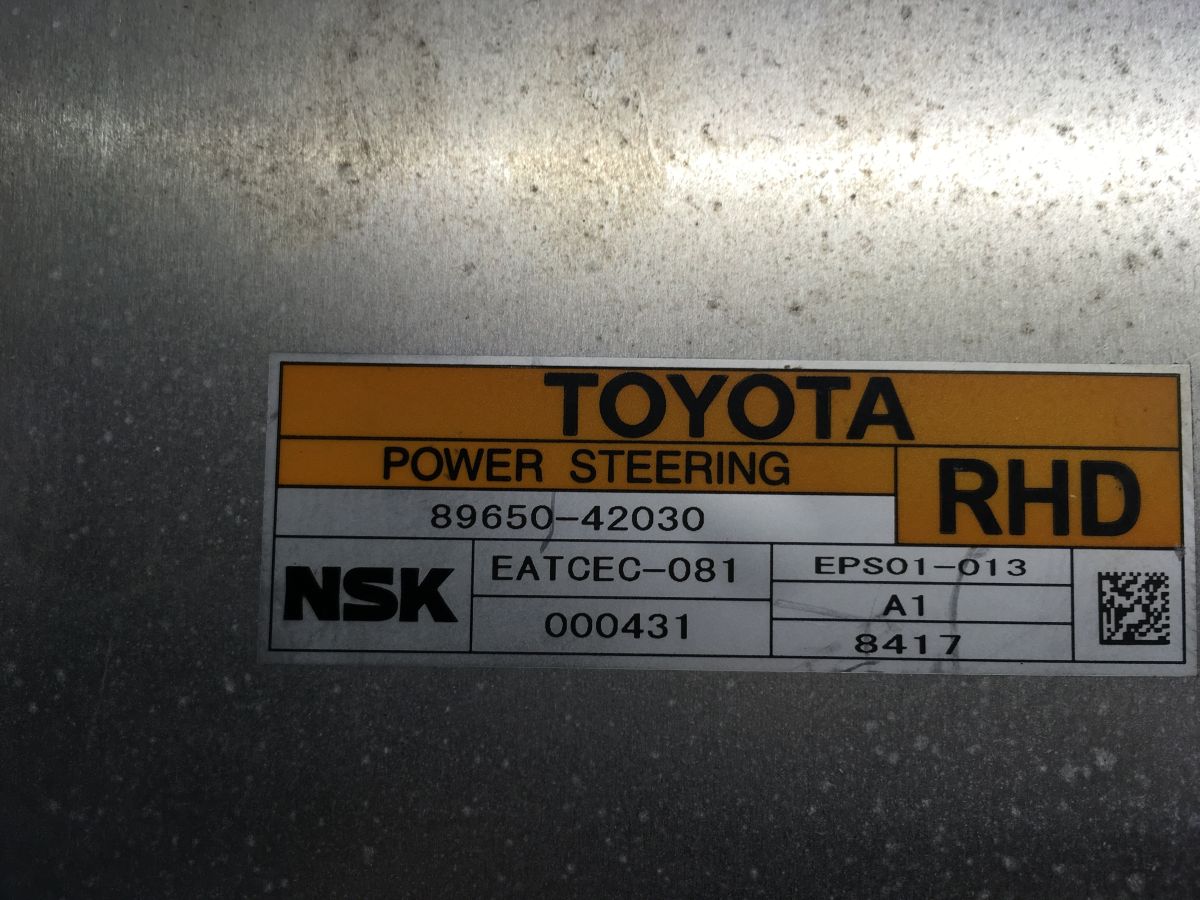 TOYOTA
POWER STEERING
RHD
89650-42030
NSK
EATCEC-081
000431
EPS01-013
A1
8417